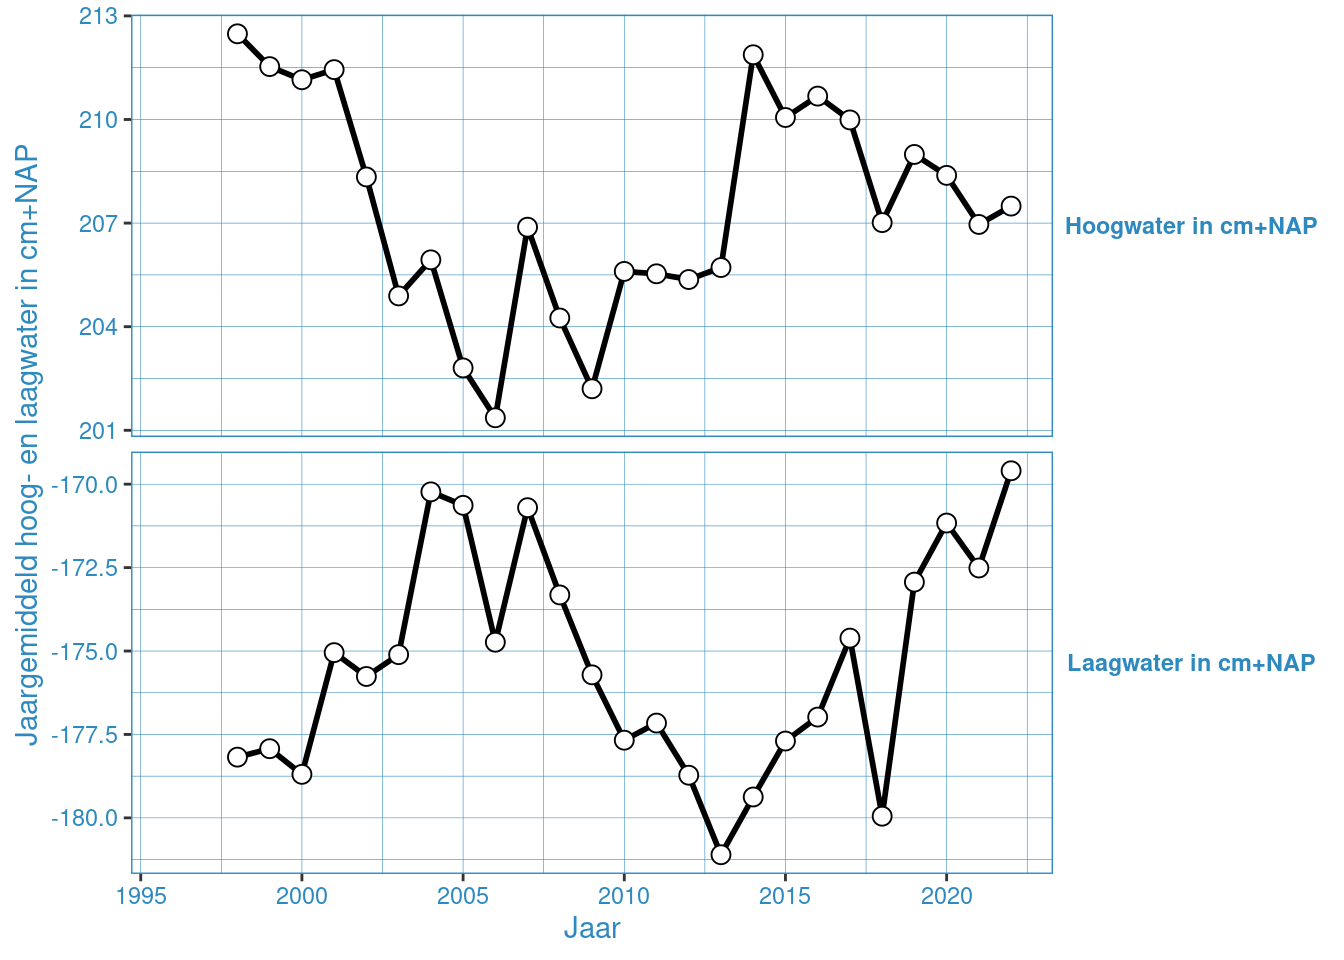 Jaargemiddeld hoog- en laagwater in cm+NAP
213
210
207
204
201
Hoogwater in cm+NAP
-170.0
-172.5
-175.0
-177.5
-180.0
Laagwater in cm+NAP
1995 2000 2005 2010 2015 2020
Jaar